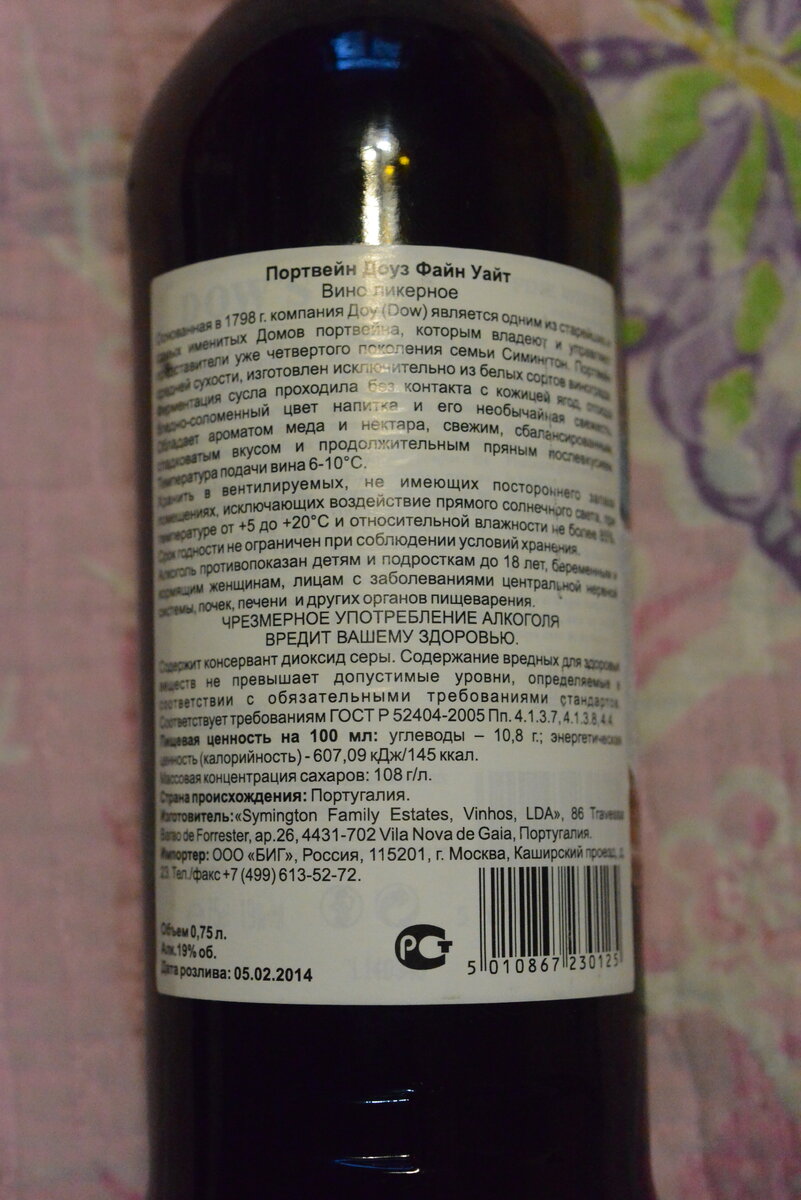 Портвейн Доуз Файн Уайт
Вино ликерное
Основанная в 1798 г. компания Доу (Dow) является одним из
именитых Домов портвейна, которым владеют и
уже четвертого поколения семьи Симингтон.
сухости, изготовлен исключительно из белых сортов
сусла проходила без контакта с кожицей ягод,
цвет напитка и его необычайная
ароматом меда и нектара, свежим, сбалансированным,
вкусом и продолжительным пряным послевкусием
Температура подачи вина 6-10°С.
Хранить в вентилируемых, не имеющих постороннего запаха
помещениях, исключающих воздействие прямого солнечного света, при
температуре от +5 до +20°С и относительной влажности не более
Срок годности не ограничен при соблюдении условий хранения.
Алкоголь противопоказан детям и подросткам до 18 лет, беременным и
кормящим женщинам, лицам с заболеваниями центральной нервной
системы, почек, печени и других органов пищеварения.
ЧРЕЗМЕРНОЕ УПОТРЕБЛЕНИЕ АЛКОГОЛЯ
ВРЕДИТ ВАШЕМУ ЗДОРОВЬЮ.
Содержит консервант диоксид серы. Содержание вредных для здоровья
веществ не превышает допустимые уровни, определяемые в
соответствии с обязательными требованиями стандартов
Соответствует требованиям ГОСТ Р 52404-2005 Пп. 4.1.3.7, 4.1.3.8, 4.4
Пищевая ценность на 100 мл: углеводы – 10,8 г.; энергетическая
ценность (калорийность) - 607,09 кДж/145 ккал.
Массовая концентрация сахаров: 108 г/л.
Страна происхождения: Португалия.
Изготовитель: «Symington Family Estates, Vinhos, LDA», 86 Travessa
Barao de Forrester, ap.26, 4431-702 Vila Nova de Gaia, Португалия.
Импортер: ООО «БИГ», Россия, 115201, г. Москва, Каширский проезд,
23 Тел./факс +7 (499) 613-52-72.
Объем 0,75 л.
Алк. 19% об.
Дата розлива: 05.02.2014
РСТ
5 010867 230125